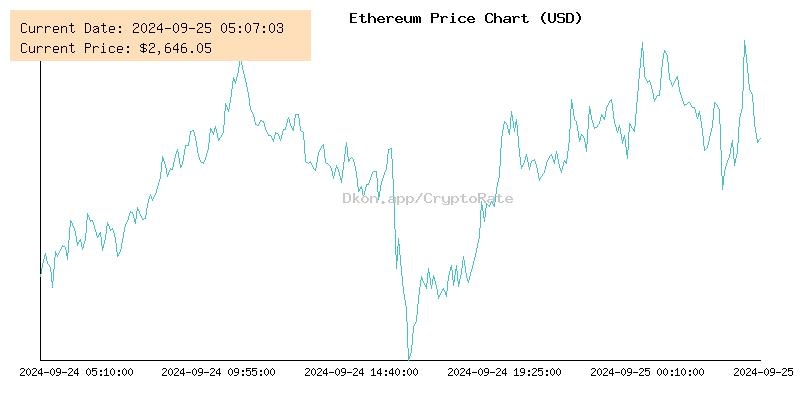 Ethereum Price Chart (USD)
Current Date: 2024-09-25 05:07:03
Current Price: $2,646.05
Dkon.app/CryptoRate
2024-09-24 05:10:00
2024-09-24 09:55:00
2024-09-24 14:40:00
2024-09-24 19:25:00
2024-09-25 00:10:00
2024-09-25